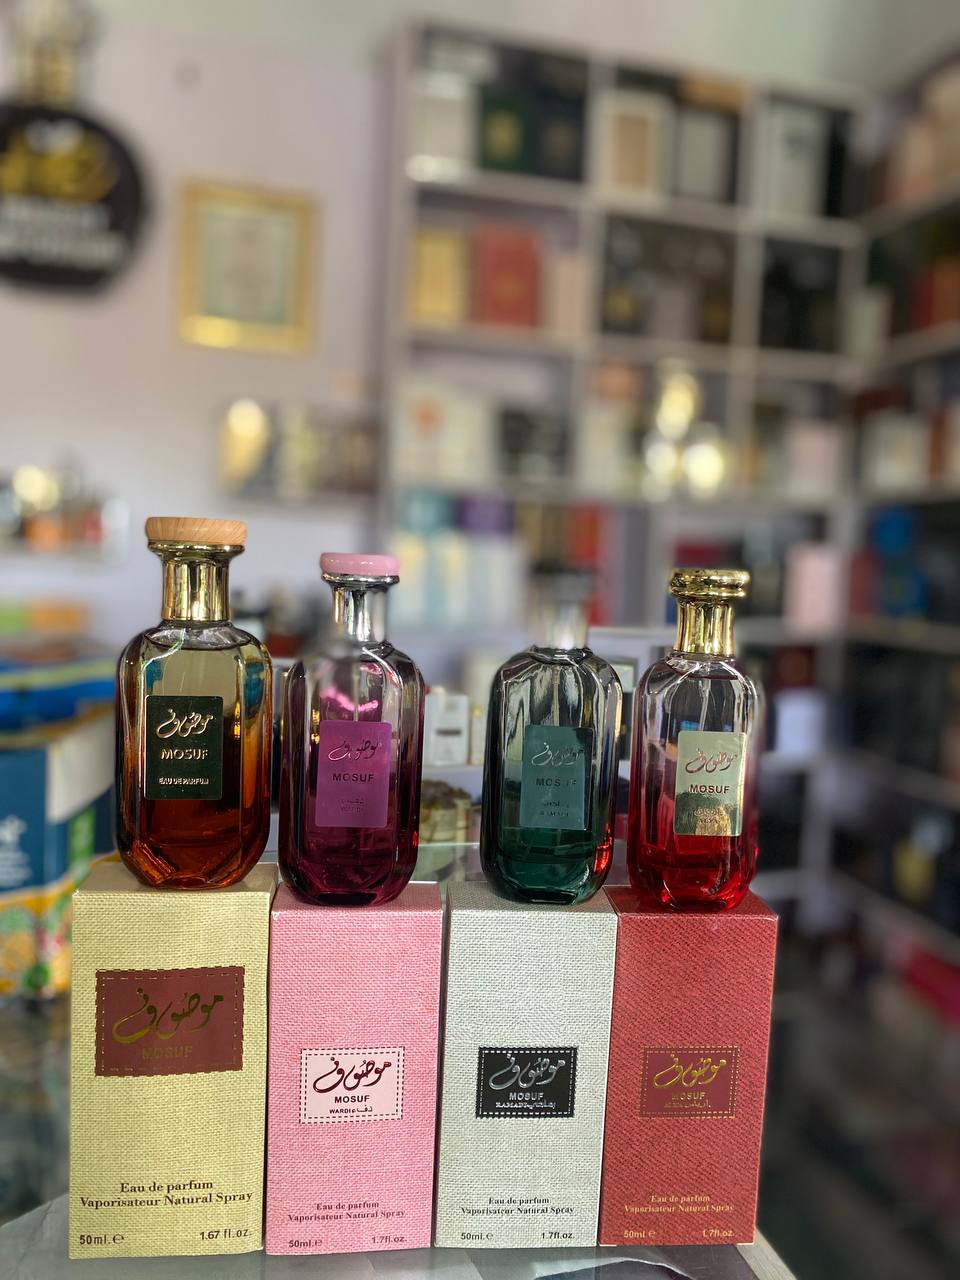 موصوف
MOSUF
EAU DE PARFUM
موصوف
MOSUF
WARDI
موصوف
MOSUF
موصوف
MOSUF
موصوف
MOSUF
Eau de parfum
Vaporisateur Natural Spray
50ml. e
1.67 fl.oz.
موصوف
MOSUF
WARDI
Eau de parfum
Vaporisateur Natural Spray
50ml. e
1.7fl.oz.
موصوف
MOSUF
RAMADI رمادي
Eau de parfum
Vaporisateur Natural Spray
50ml. e
1.7fl.oz.
موصوف
MOSUF
Eau de parfum
Vaporisateur Natural Spray
50ml. e
1.7fl.oz.